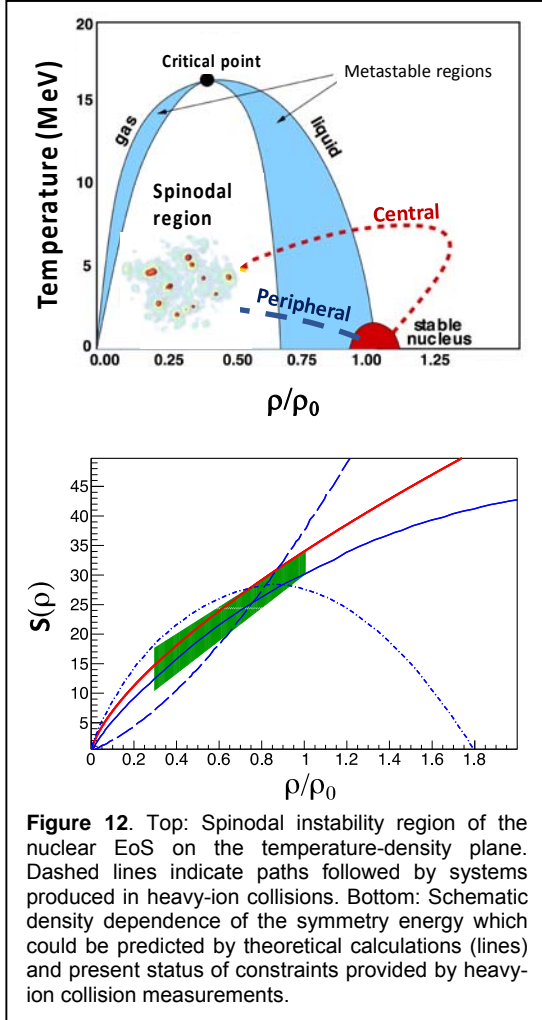 20
Critical point
Metastable regions
15
gas
liquid
Temperature (MeV)
10
Spinodal
region
Central
5
Peripheral
stable
nucleus
0
0.00 0.25 0.50 0.75 1.00 1.25
ρ/ρ₀
45
40
35
30
S(ρ)
25
20
15
10
5
0 0.2 0.4 0.6 0.8 1 1.2 1.4 1.6 1.8
ρ/ρ₀
Figure 12. Top: Spinodal instability region of the
nuclear EoS on the temperature-density plane.
Dashed lines indicate paths followed by systems
produced in heavy-ion collisions. Bottom: Schematic
density dependence of the symmetry energy which
could be predicted by theoretical calculations (lines)
and present status of constraints provided by heavy-
ion collision measurements.